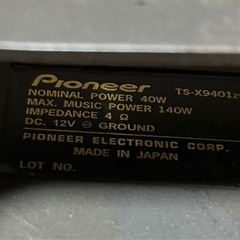 Pioneer TS-X9401z
NOMINAL POWER 40W
MAX. MUSIC POWER 140W
IMPEDANCE 4 Ω
DC. 12V ⊖ GROUND
PIONEER ELECTRONIC CORP.
MADE IN JAPAN
LOT NO.